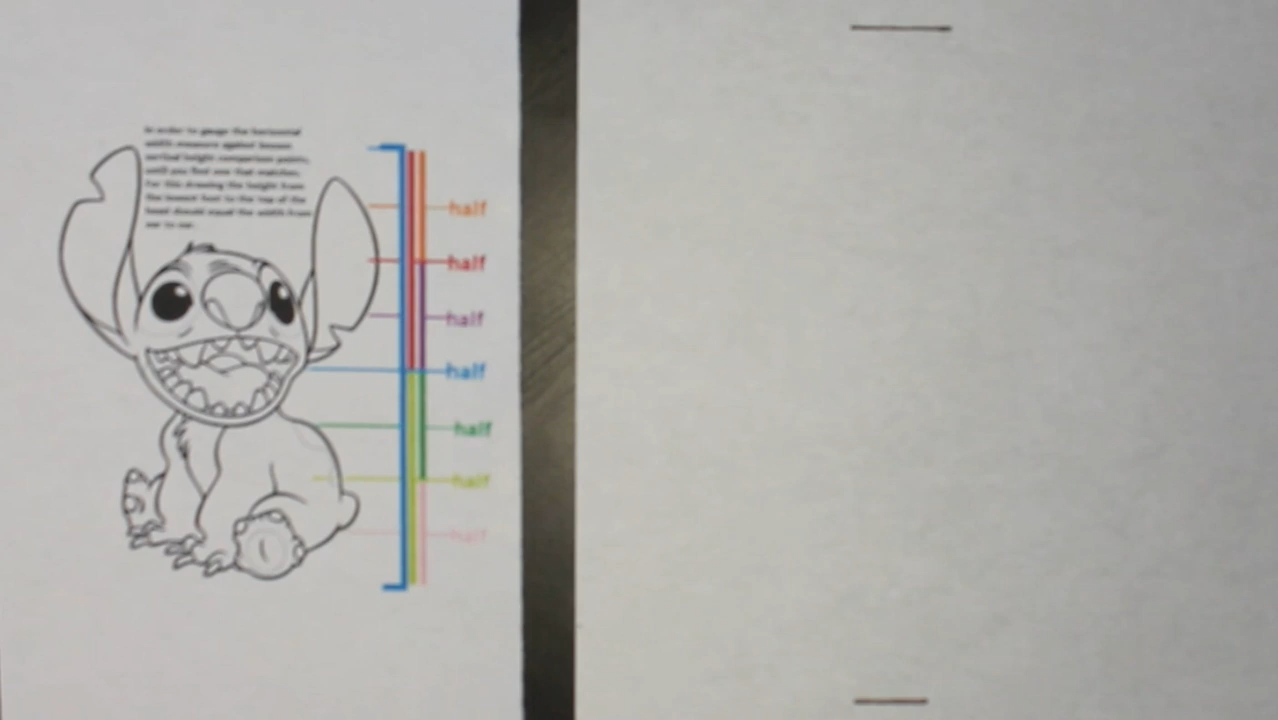 In order to gauge the horizontal
width measure against known
vertical height comparison points,
until you find one that matches.
For this drawing the height from
the lowest foot to the top of the
head should equal the width from
ear to ear.
half
half
half
half
half
half
half